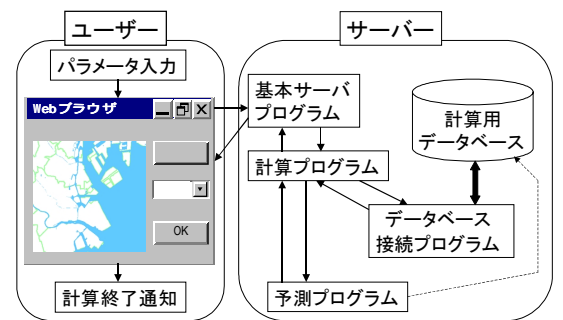 ユーザー
サーバー
パラメータ入力
Webブラウザ
OK
計算終了通知
基本サーバ
プログラム
計算プログラム
計算用
データベース
データベース
接続プログラム
予測プログラム